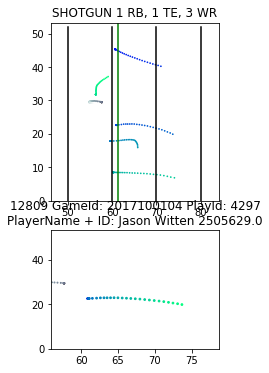 SHOTGUN 1 RB, 1 TE, 3 WR
50
40
30
20
10
0
50 60 70 80
12809 GameId: 2017100104 PlayId: 4297
PlayerName + ID: Jason Witten 2505629.0
40
20
0
60 65 70 75